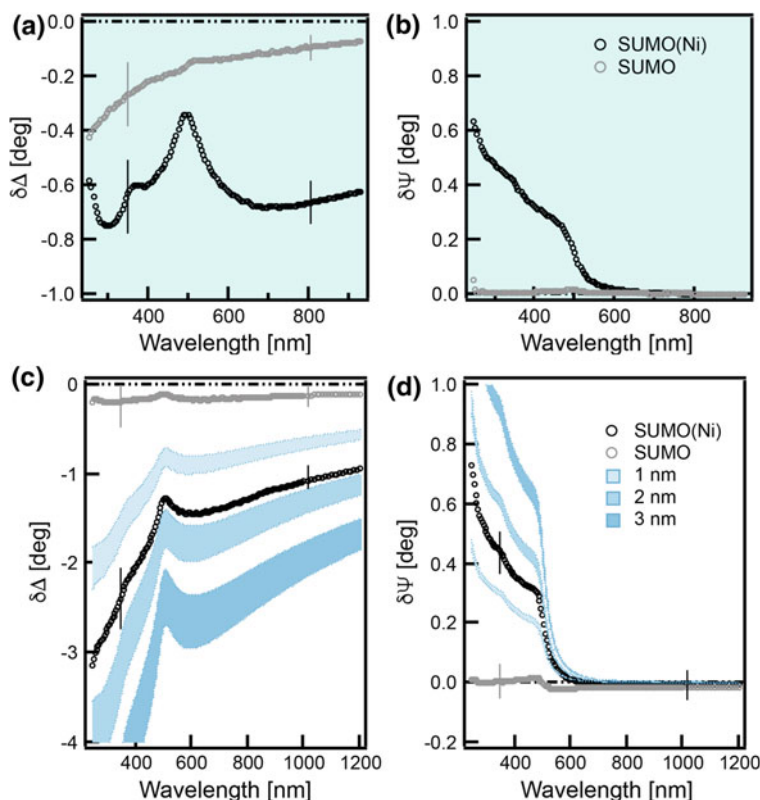 (a)
0.0
-0.2
-0.4
-0.6
-0.8
-1.0
δΔ [deg]
400 600 800
Wavelength [nm]
(b)
1.0
0.8
0.6
0.4
0.2
0.0
δΨ [deg]
SUMO(Ni)
SUMO
400 600 800
Wavelength [nm]
(c)
0
-1
-2
-3
-4
δΔ [deg]
400 600 800 1000 1200
Wavelength [nm]
(d)
1.0
0.8
0.6
0.4
0.2
0.0
-0.2
δΨ [deg]
SUMO(Ni)
SUMO
1 nm
2 nm
3 nm
400 600 800 1000 1200
Wavelength [nm]